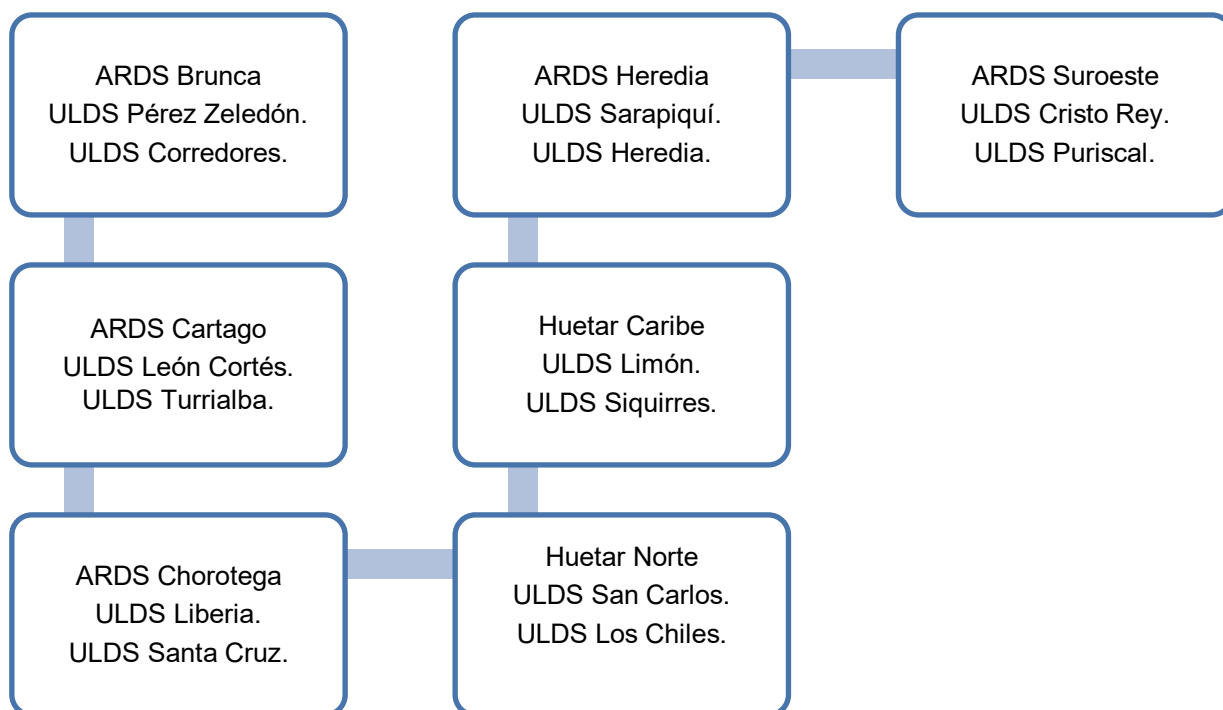 ARDS Brunca
ULDS Pérez Zeledón.
ULDS Corredores.
ARDS Cartago
ULDS León Cortés.
ULDS Turrialba.
ARDS Chorotega
ULDS Liberia.
ULDS Santa Cruz.
Huetar Norte
ULDS San Carlos.
ULDS Los Chiles.
Huetar Caribe
ULDS Limón.
ULDS Siquirres.
ARDS Heredia
ULDS Sarapiquí.
ULDS Heredia.
ARDS Suroeste
ULDS Cristo Rey.
ULDS Puriscal.